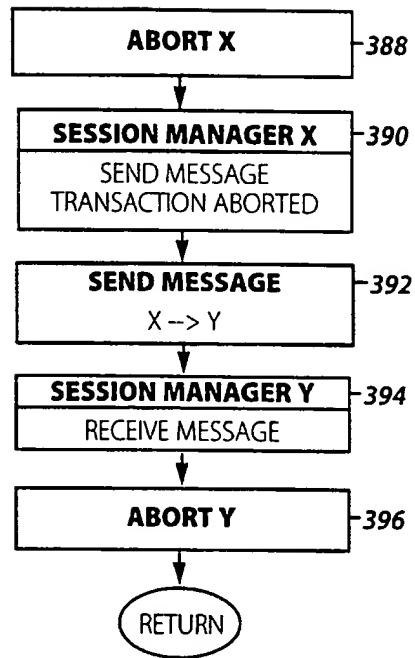 ABORT X
388
SESSION MANAGER X
390
SEND MESSAGE
TRANSACTION ABORTED
SEND MESSAGE
392
X --> Y
SESSION MANAGER Y
394
RECEIVE MESSAGE
ABORT Y
396
RETURN